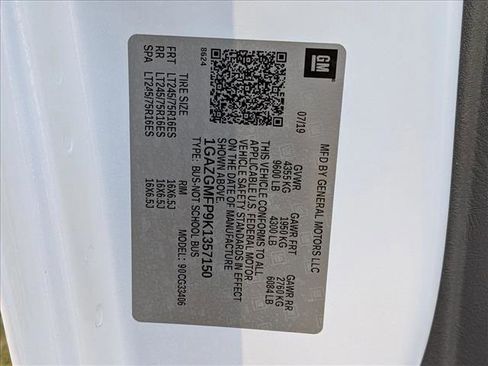 GM
MFD BY GENERAL MOTORS LLC
07/19
GVWR GAWR FRT GAWR RR
4355 KG 1950 KG 2760 KG
9600 LB 4300 LB 6084 LB
THIS VEHICLE CONFORMS TO ALL
APPLICABLE U.S. FEDERAL MOTOR
VEHICLE SAFETY STANDARDS IN EFFECT
ON THE DATE OF MANUFACTURE
SHOWN ABOVE.
1GAZGMFP9K1357150
TYPE: BUS-NOT SCHOOL BUS MODEL: 90CG33406
8624
TIRE SIZE RIM
FRT LT245/75R16ES 16X6.5J
RR LT245/75R16ES 16X6.5J
SPA LT245/75R16ES 16X6.5J